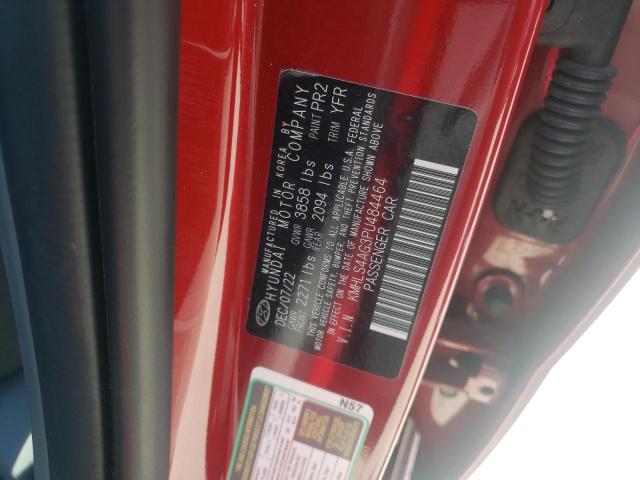 MANUFACTURED IN KOREA BY
HYUNDAI MOTOR COMPANY
DEC/07/22 GVWR 3858 lbs PAINT PR2
GAWR FRONT 2271 lbs GAWR REAR 2094 lbs TRIM YFR
THIS VEHICLE CONFORMS TO ALL APPLICABLE U.S.A. FEDERAL
MOTOR VEHICLE SAFETY, BUMPER, AND THEFT PREVENTION STANDARDS
IN EFFECT ON THE DATE OF MANUFACTURE SHOWN ABOVE
V.I.N. KMHLS4AG3PU484464
PASSENGER CAR
N57